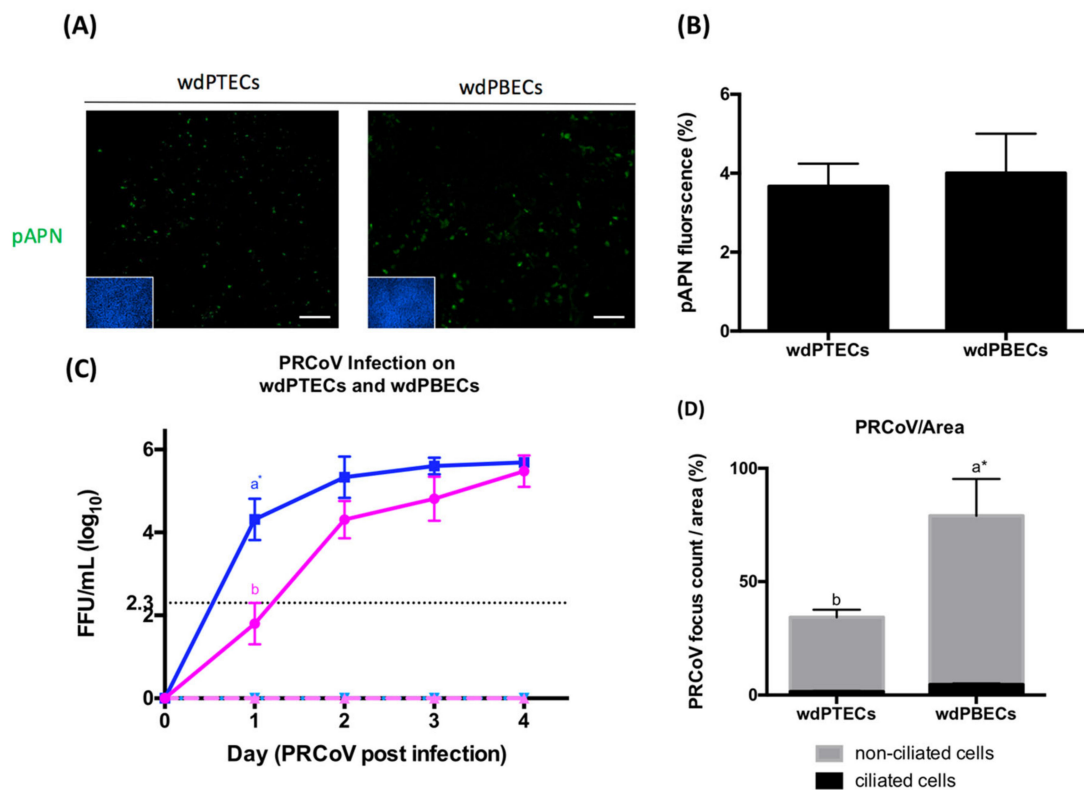 (A)
wdPTECs
wdPBECs
pAPN
(B)
pAPN fluorescence (%)
6
4
2
0
wdPTECs
wdPBECs
(C)
PRCoV Infection on
wdPTECs and wdPBECs
FFU/mL (log10)
6
4
2.3
2
0
a*
b
0 1 2 3 4
Day (PRCoV post infection)
(D)
PRCoV/Area
PRCoV focus count / area (%)
100
50
0
b
a*
wdPTECs
wdPBECs
non-ciliated cells
ciliated cells